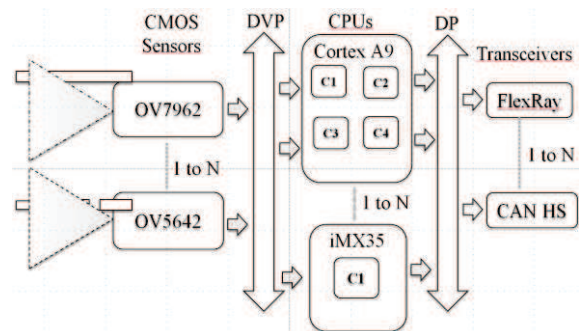 CMOS
Sensors
DVP
CPUs
DP
Transceivers
OV7962
1 to N
OV5642
Cortex A9
C1
C2
C3
C4
1 to N
iMX35
C1
FlexRay
1 to N
CAN HS